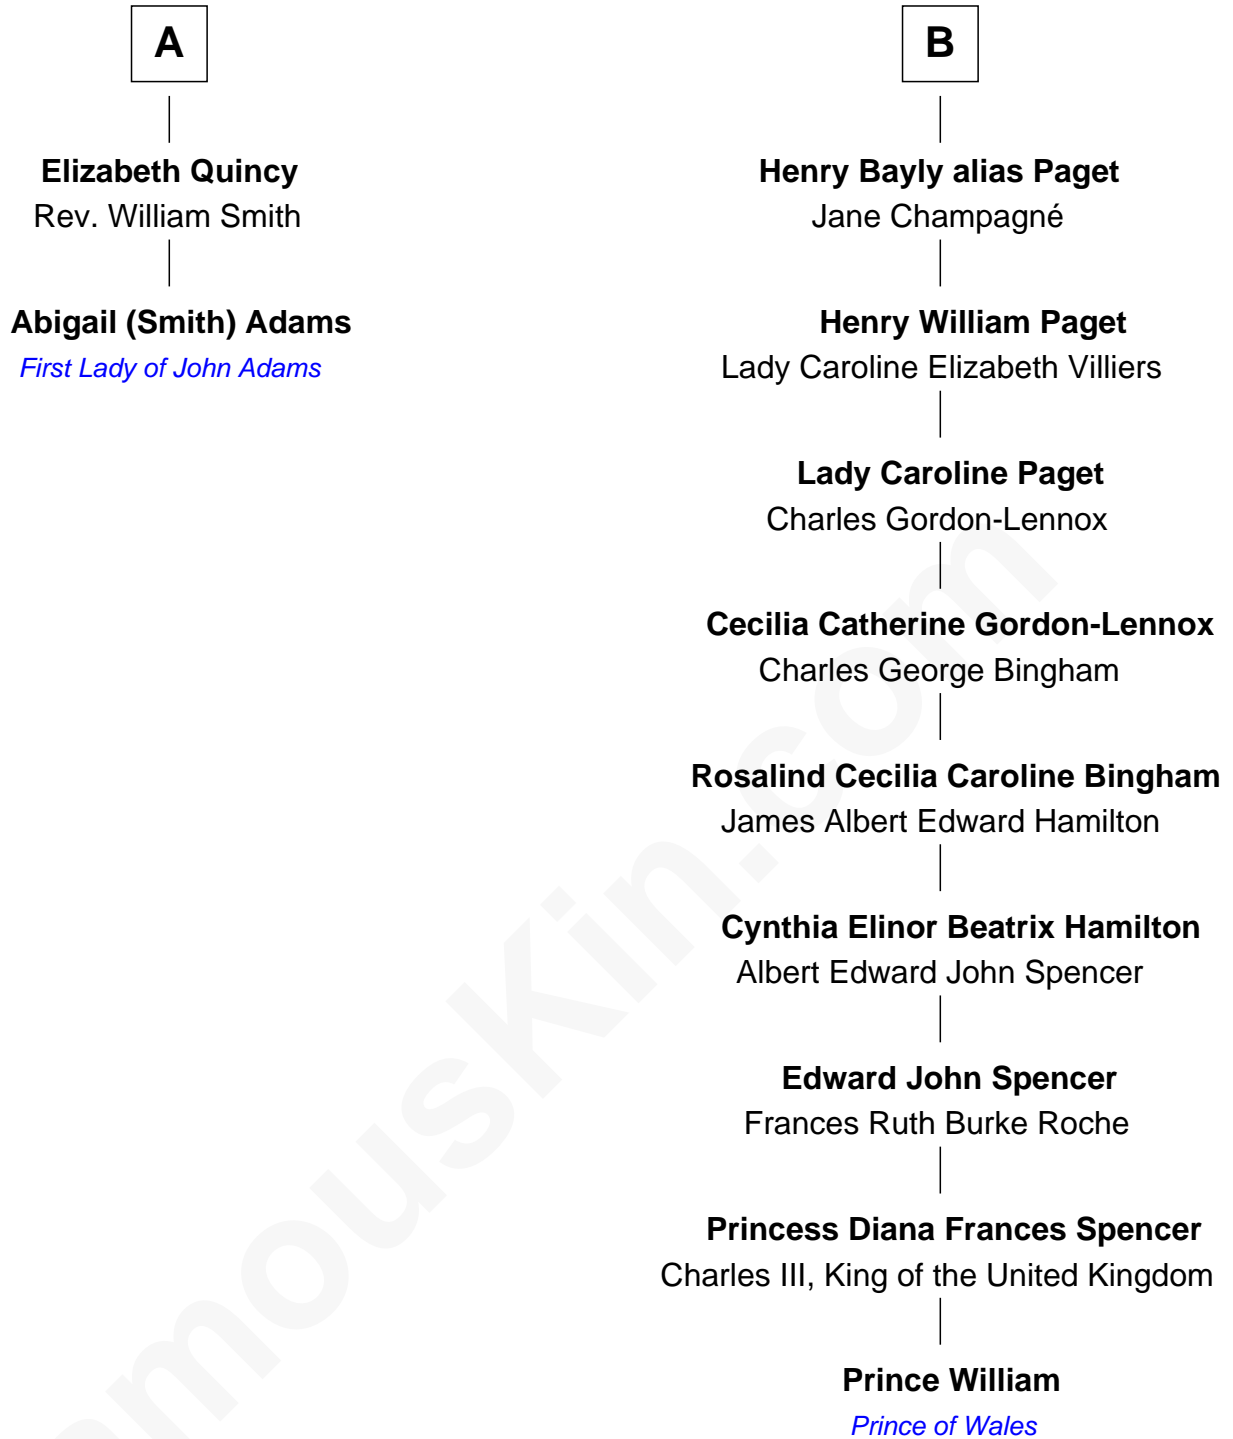 A
Elizabeth Quincy
Rev. William Smith
Abigail (Smith) Adams
First Lady of John Adams
B
Henry Bayly alias Paget
Jane Champagné
Henry William Paget
Lady Caroline Elizabeth Villiers
Lady Caroline Paget
Charles Gordon-Lennox
Cecilia Catherine Gordon-Lennox
Charles George Bingham
Rosalind Cecilia Caroline Bingham
James Albert Edward Hamilton
Cynthia Elinor Beatrix Hamilton
Albert Edward John Spencer
Edward John Spencer
Frances Ruth Burke Roche
Princess Diana Frances Spencer
Charles III, King of the United Kingdom
Prince William
Prince of Wales
amouskin.com